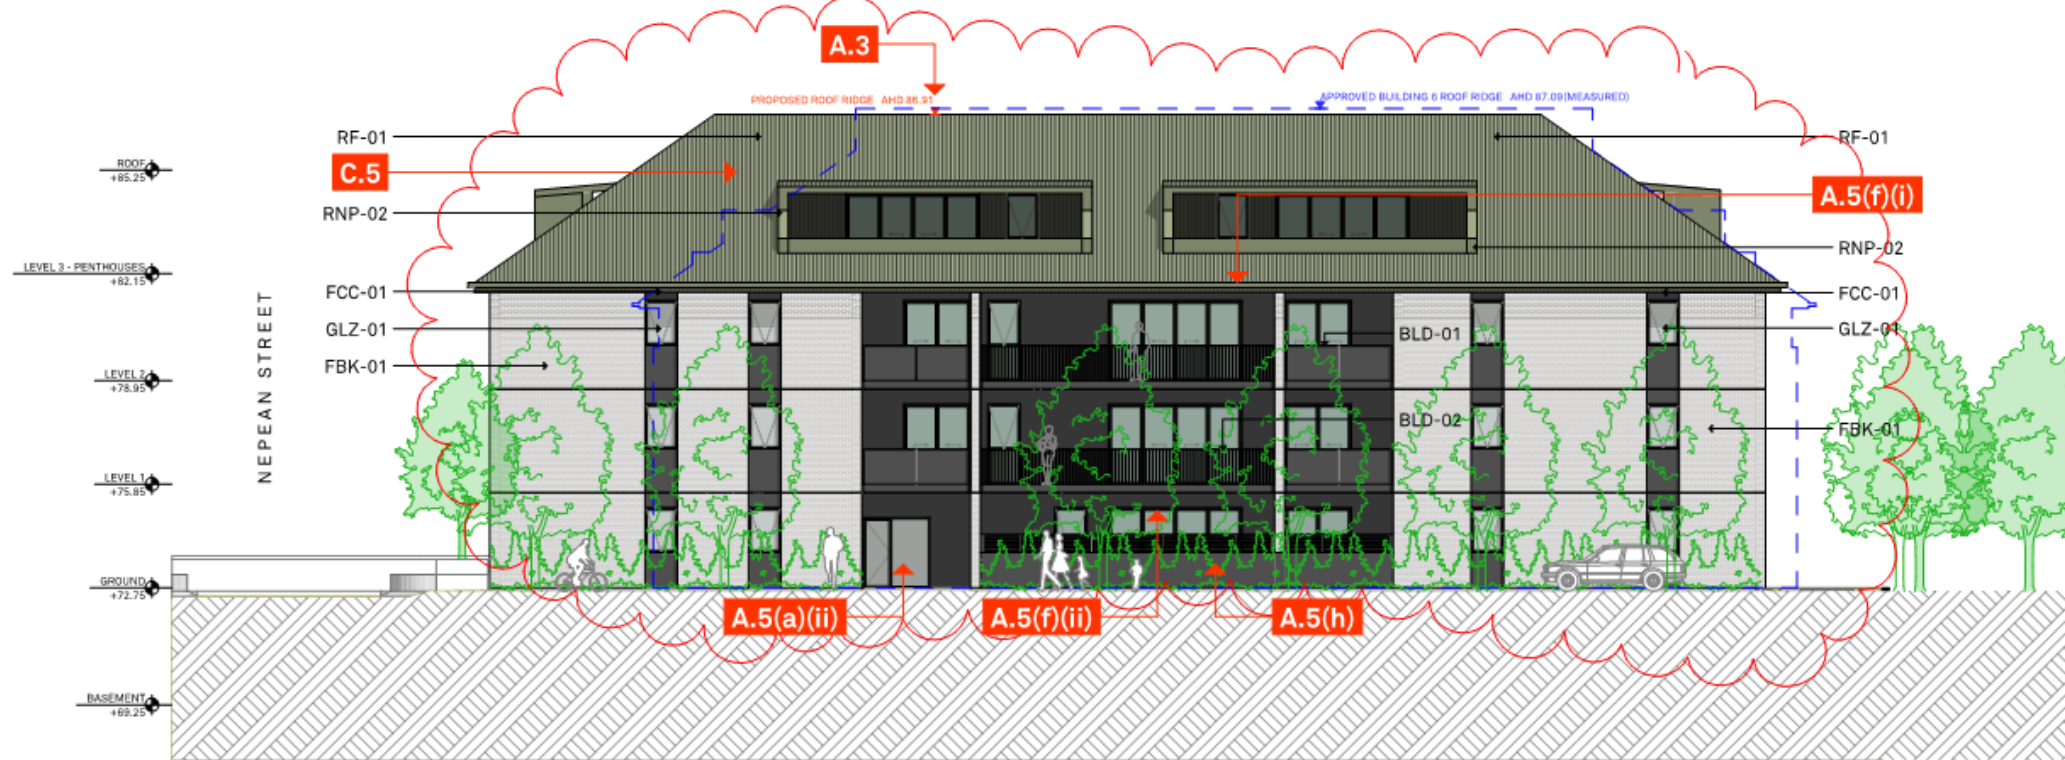 A.3
PROPOSED ROOF RIDGE AHD 86.91
APPROVED BUILDING 6 ROOF RIDGE AHD 87.09(MEASURED)
RF-01
RF-01
ROOF
+85.25
C.5
A.5(f)(i)
RNP-02
RNP-02
LEVEL 3 - PENTHOUSES
+82.15
FCC-01
FCC-01
GLZ-01
GLZ-01
BLD-01
FBK-01
LEVEL 2
+78.95
BLD-02
FBK-01
NEPEAN STREET
LEVEL 1
+75.85
GROUND
+72.75
A.5(a)(ii)
A.5(f)(ii)
A.5(h)
BASEMENT
+69.25